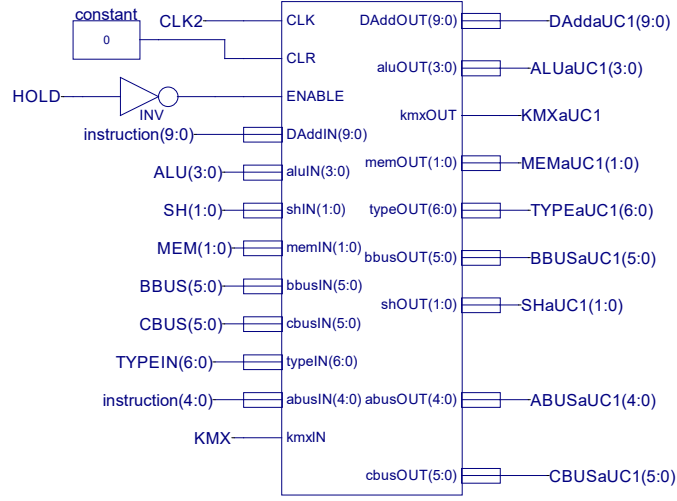 constant
0
CLK2
CLK
DAddOUT(9:0)
DAddaUC1(9:0)
CLR
aluOUT(3:0)
ALUaUC1(3:0)
HOLD
INV
ENABLE
kmxOUT
KMXaUC1
instruction(9:0)
DAddIN(9:0)
memOUT(1:0)
MEMaUC1(1:0)
ALU(3:0)
aluIN(3:0)
SH(1:0)
shIN(1:0)
typeOUT(6:0)
TYPEaUC1(6:0)
MEM(1:0)
memIN(1:0)
bbusOUT(5:0)
BBUSaUC1(5:0)
BBUS(5:0)
bbusIN(5:0)
shOUT(1:0)
SHaUC1(1:0)
CBUS(5:0)
cbusIN(5:0)
TYPEIN(6:0)
typeIN(6:0)
instruction(4:0)
abusIN(4:0)
abusOUT(4:0)
ABUSaUC1(4:0)
KMX
kmxIN
cbusOUT(5:0)
CBUSaUC1(5:0)